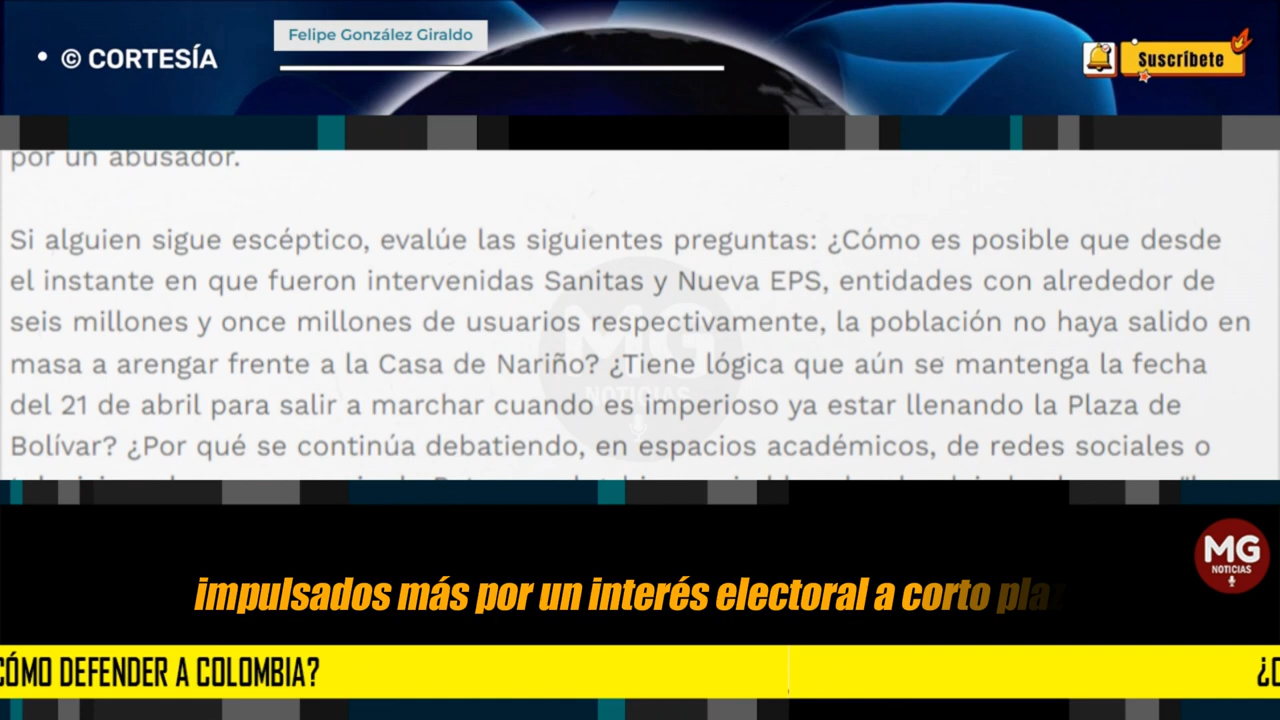 Felipe González Giraldo
• © CORTESÍA
Suscríbete
por un abusador.
Si alguien sigue escéptico, evalúe las siguientes preguntas: ¿Cómo es posible que desde
el instante en que fueron intervenidas Sanitas y Nueva EPS, entidades con alrededor de
seis millones y once millones de usuarios respectivamente, la población no haya salido en
masa a arengar frente a la Casa de Nariño? ¿Tiene lógica que aún se mantenga la fecha
del 21 de abril para salir a marchar cuando es imperioso ya estar llenando la Plaza de
Bolívar? ¿Por qué se continúa debatiendo, en espacios académicos, de redes sociales o
MG
NOTICIAS
MG
NOTICIAS
impulsados más por un interés electoral a corto plaz
CÓMO DEFENDER A COLOMBIA?